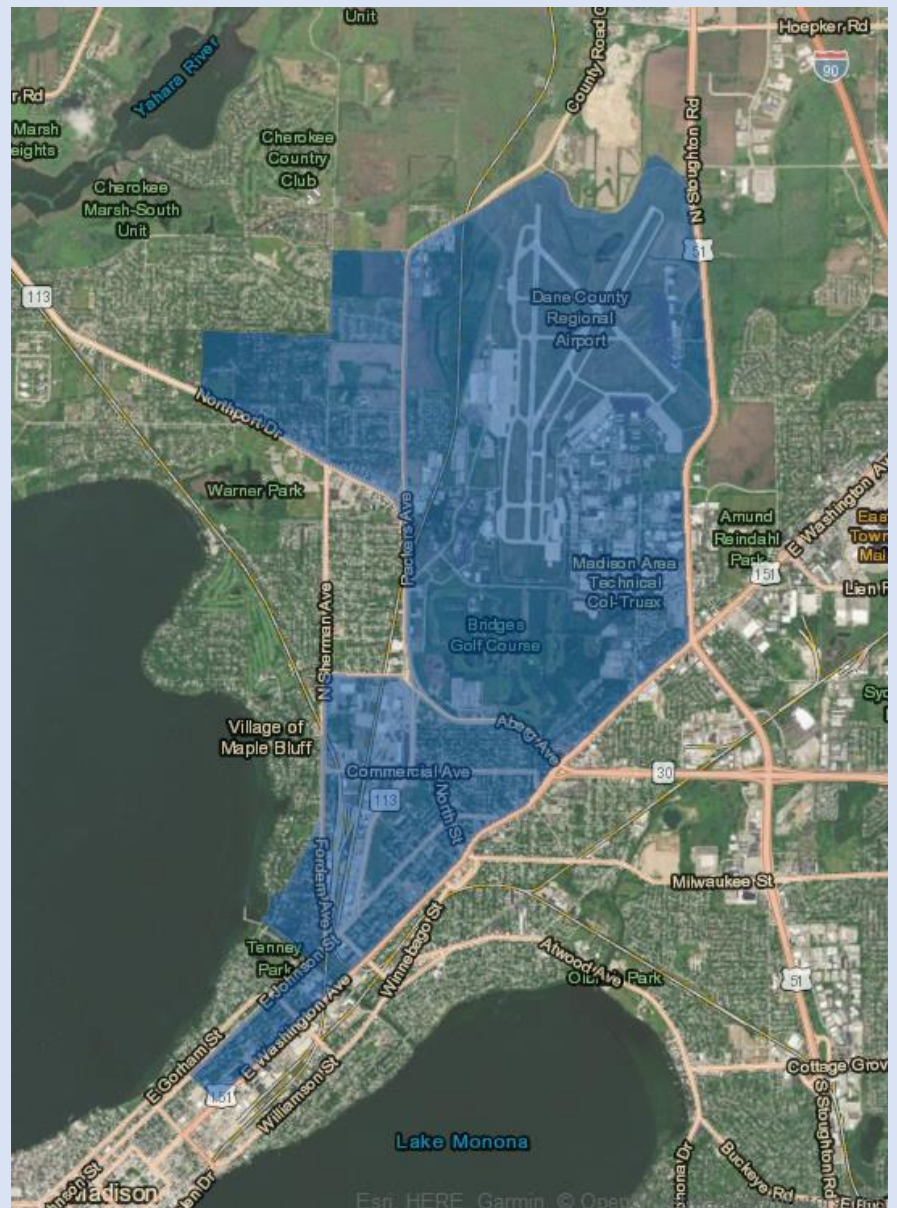 Unit
Hoepker Rd
90
Yahara River
County Road C
r Rd
Marsh
eights
Cherokee
Country
Club
N Stoughton Rd
Cherokee
Marsh-South
Unit
51
113
Dane County
Regional
Airport
Northport Dr
Warner Park
Packers Ave
Amund
Reindahl
Park
E Washington Av
East
Town
Mal
151
Lien R
Madison Area
Technical
Col-Truax
N Sherman Ave
Bridges
Golf Course
Village of
Maple Bluff
Aberg Ave
Commercial Ave
30
113
North St
Fordem Ave
Milwaukee St
Winnebago St
Tenney
Park
E Johnson St
Atwood Ave
Park
51
E Washington Ave
E Gorham St
151
Williamson St
Cottage Grov
S Stoughton Rd
Lake Monona
Buckeye Rd
Madison
Esri, HERE, Garmin, © Open